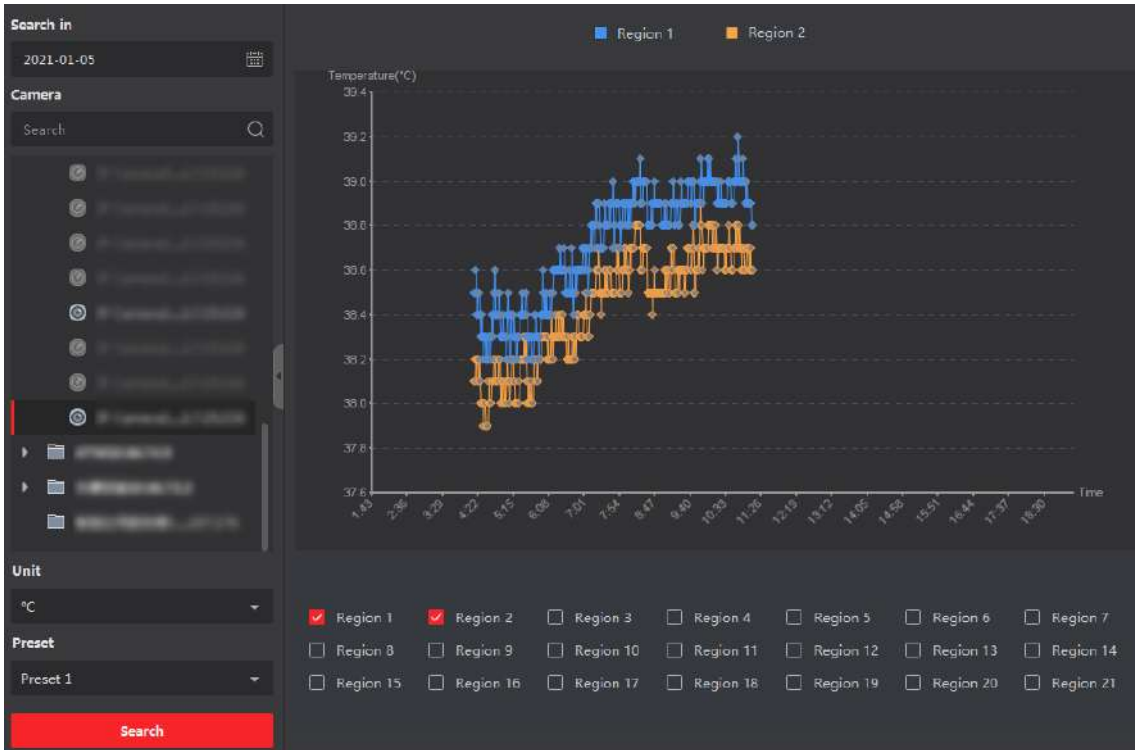 Search in
2021-01-05
Camera
Search
Unit
°C
Preset
Preset 1
Search
Region 1 Region 2
Temperature(°C)
39.4
39.2
39.0
38.8
38.6
38.4
38.2
38.0
37.8
37.6
Time
1:43 2:36 3:29 4:22 5:15 6:08 7:01 7:54 8:47 9:40 10:33 11:26 12:19 13:12 14:05 14:58 15:51 16:44 17:37 18:30
Region 1 Region 2 Region 3 Region 4 Region 5 Region 6 Region 7
Region 8 Region 9 Region 10 Region 11 Region 12 Region 13 Region 14
Region 15 Region 16 Region 17 Region 18 Region 19 Region 20 Region 21